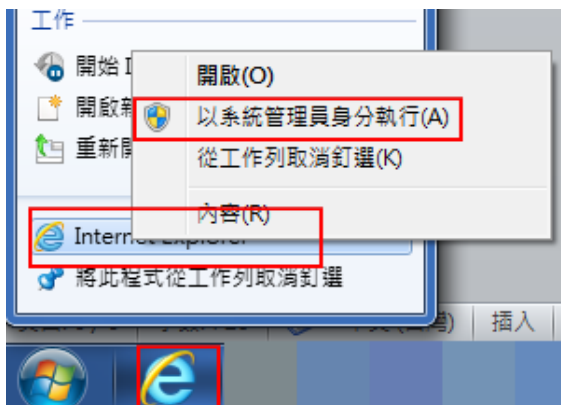 工作
開始 I
開啟新
重新開
開啟(O)
以系統管理員身分執行(A)
從工作列取消釘選(K)
內容(R)
Internet Explorer
將此程式從工作列取消釘選
插入